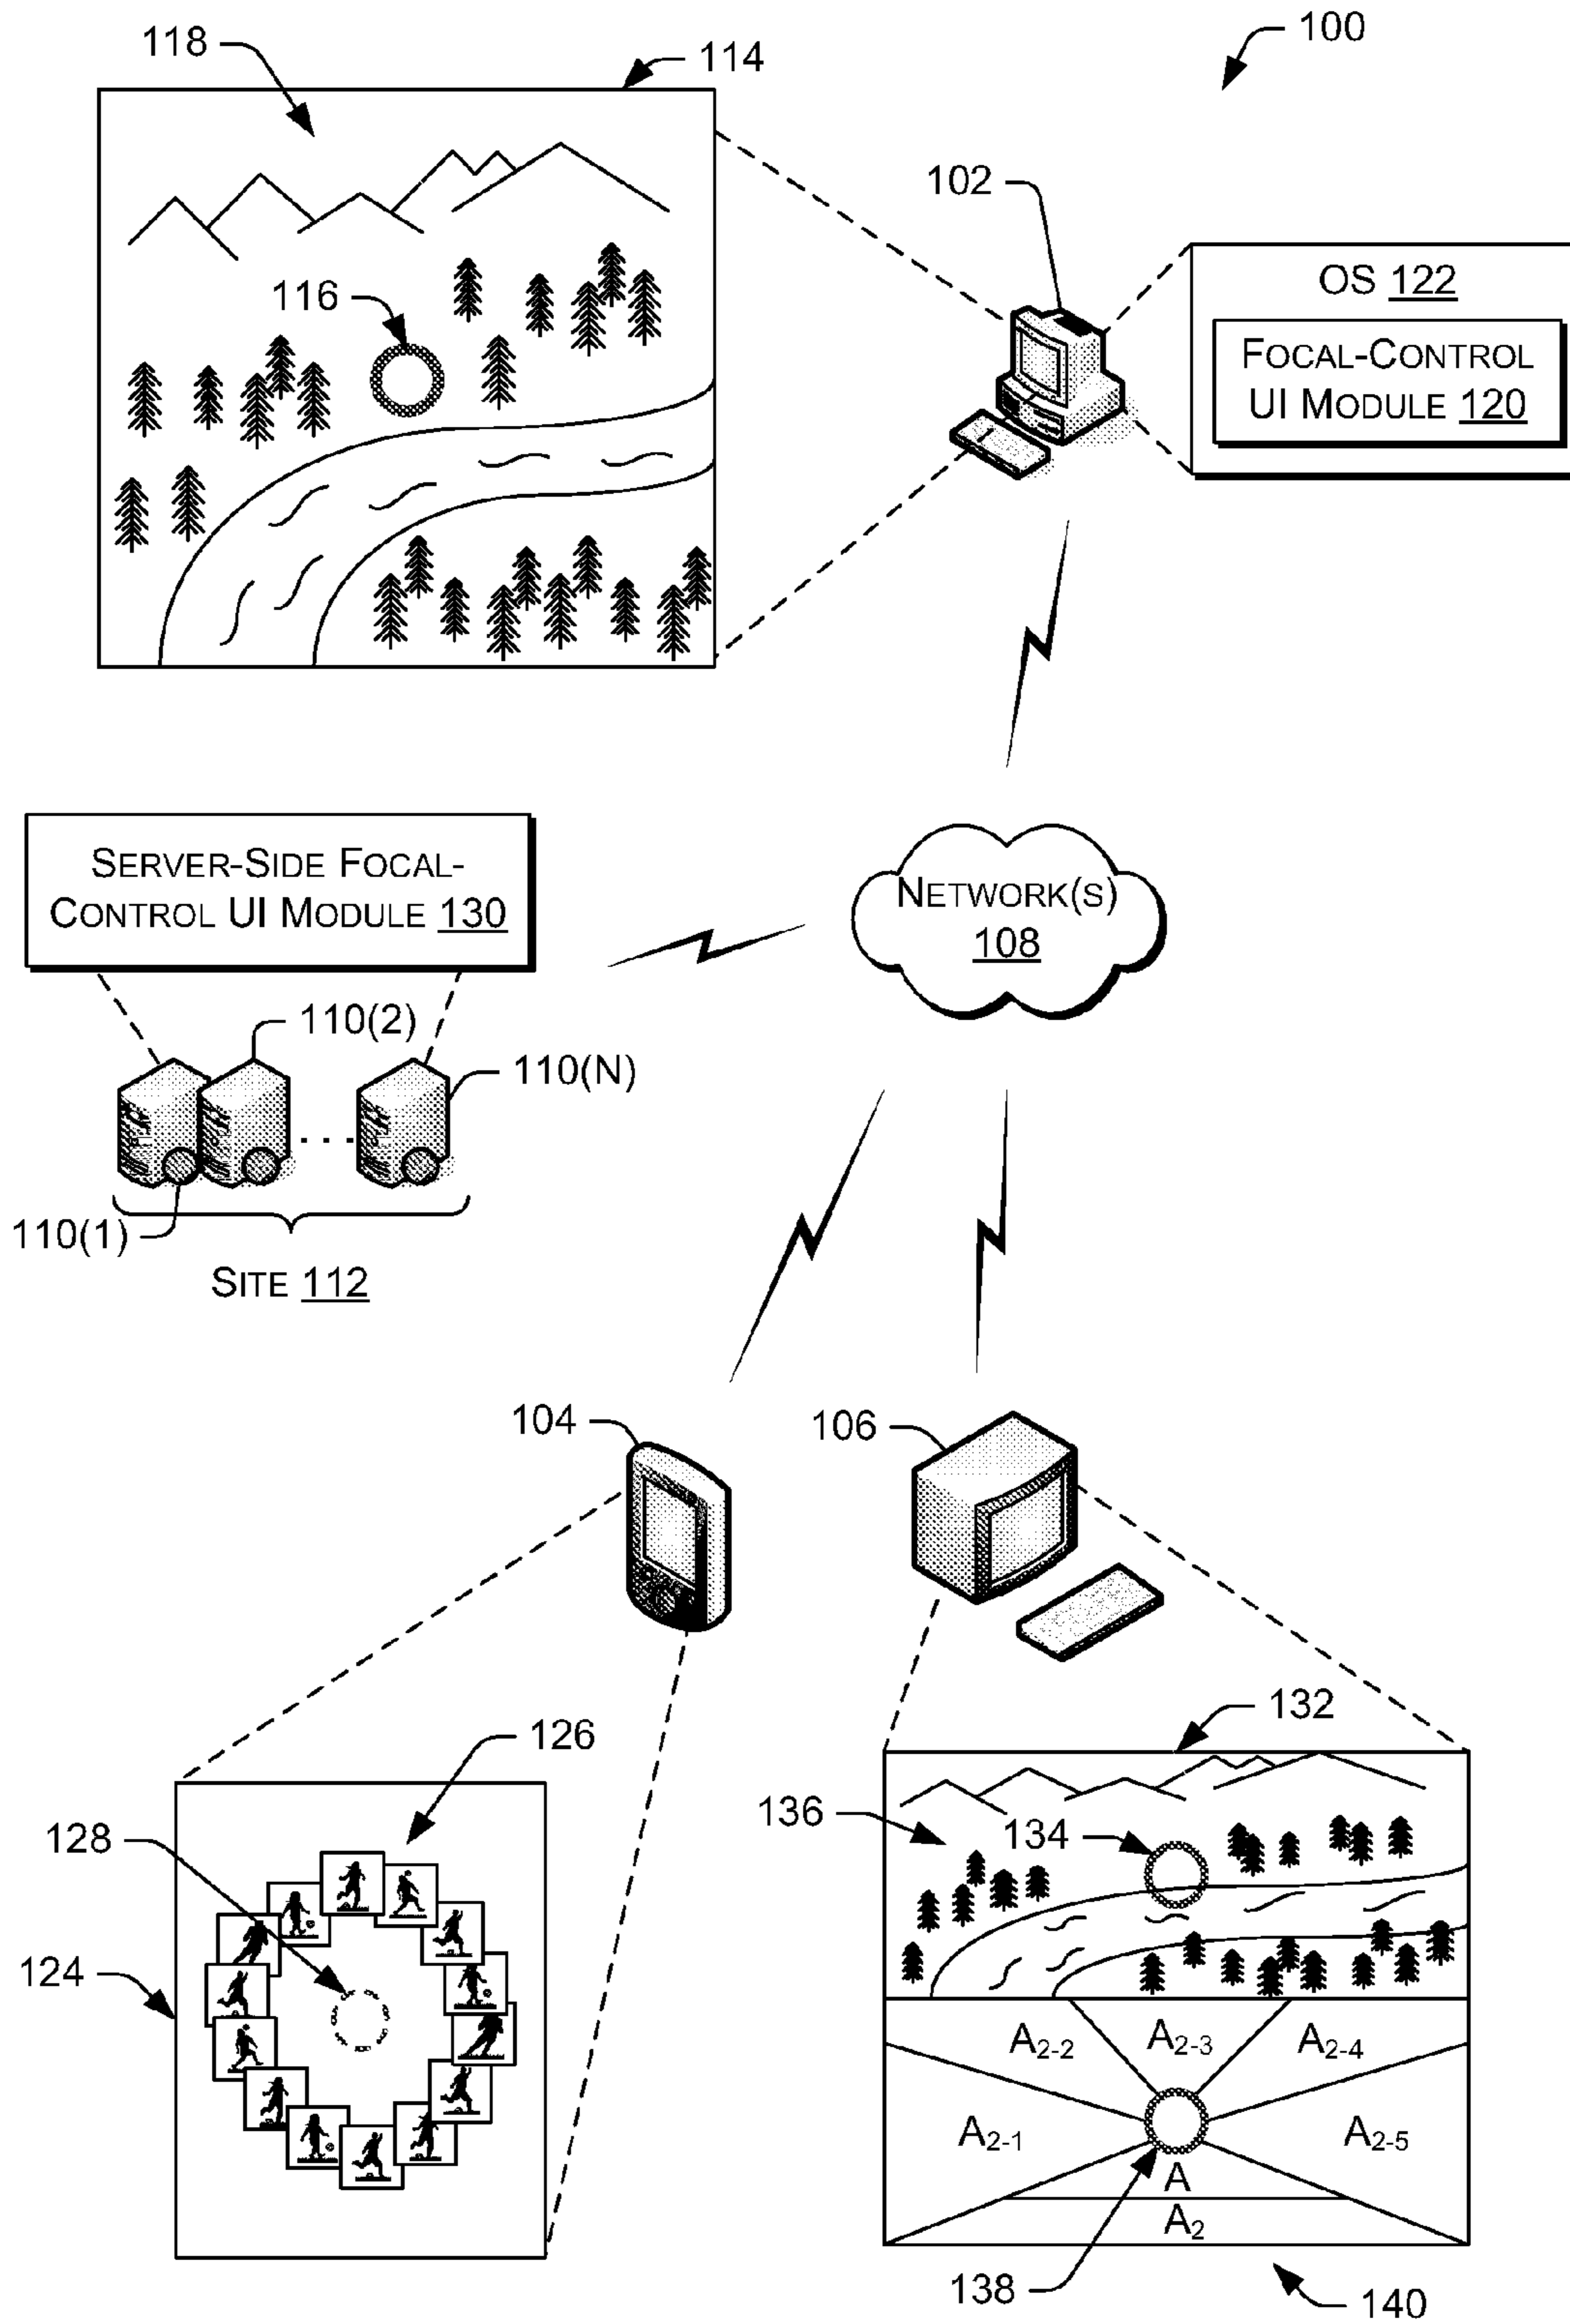 100
118
114
102
OS 122
FOCAL-CONTROL
UI MODULE 120
116
SERVER-SIDE FOCAL-
CONTROL UI MODULE 130
NETWORK(S)
108
110(2)
110(N)
110(1)
SITE 112
104
106
126
132
128
136
134
124
A2-2
A2-3
A2-4
A2-1
A2-5
A
A2
138
140